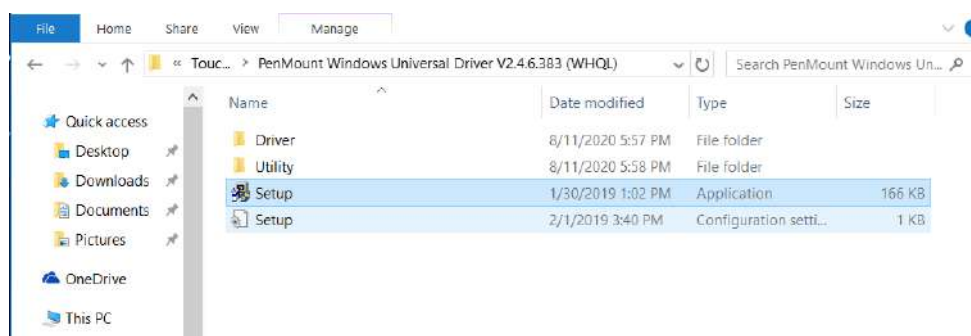 File Home Share View Manage
« Touc... > PenMount Windows Universal Driver V2.4.6.383 (WHQL) Search PenMount Windows Un...
Name Date modified Type Size
Quick access
Desktop
Downloads
Documents
Pictures
OneDrive
This PC
Driver 8/11/2020 5:57 PM File folder
Utility 8/11/2020 5:58 PM File folder
Setup 1/30/2019 1:02 PM Application 166 KB
Setup 2/1/2019 3:40 PM Configuration setti... 1 KB